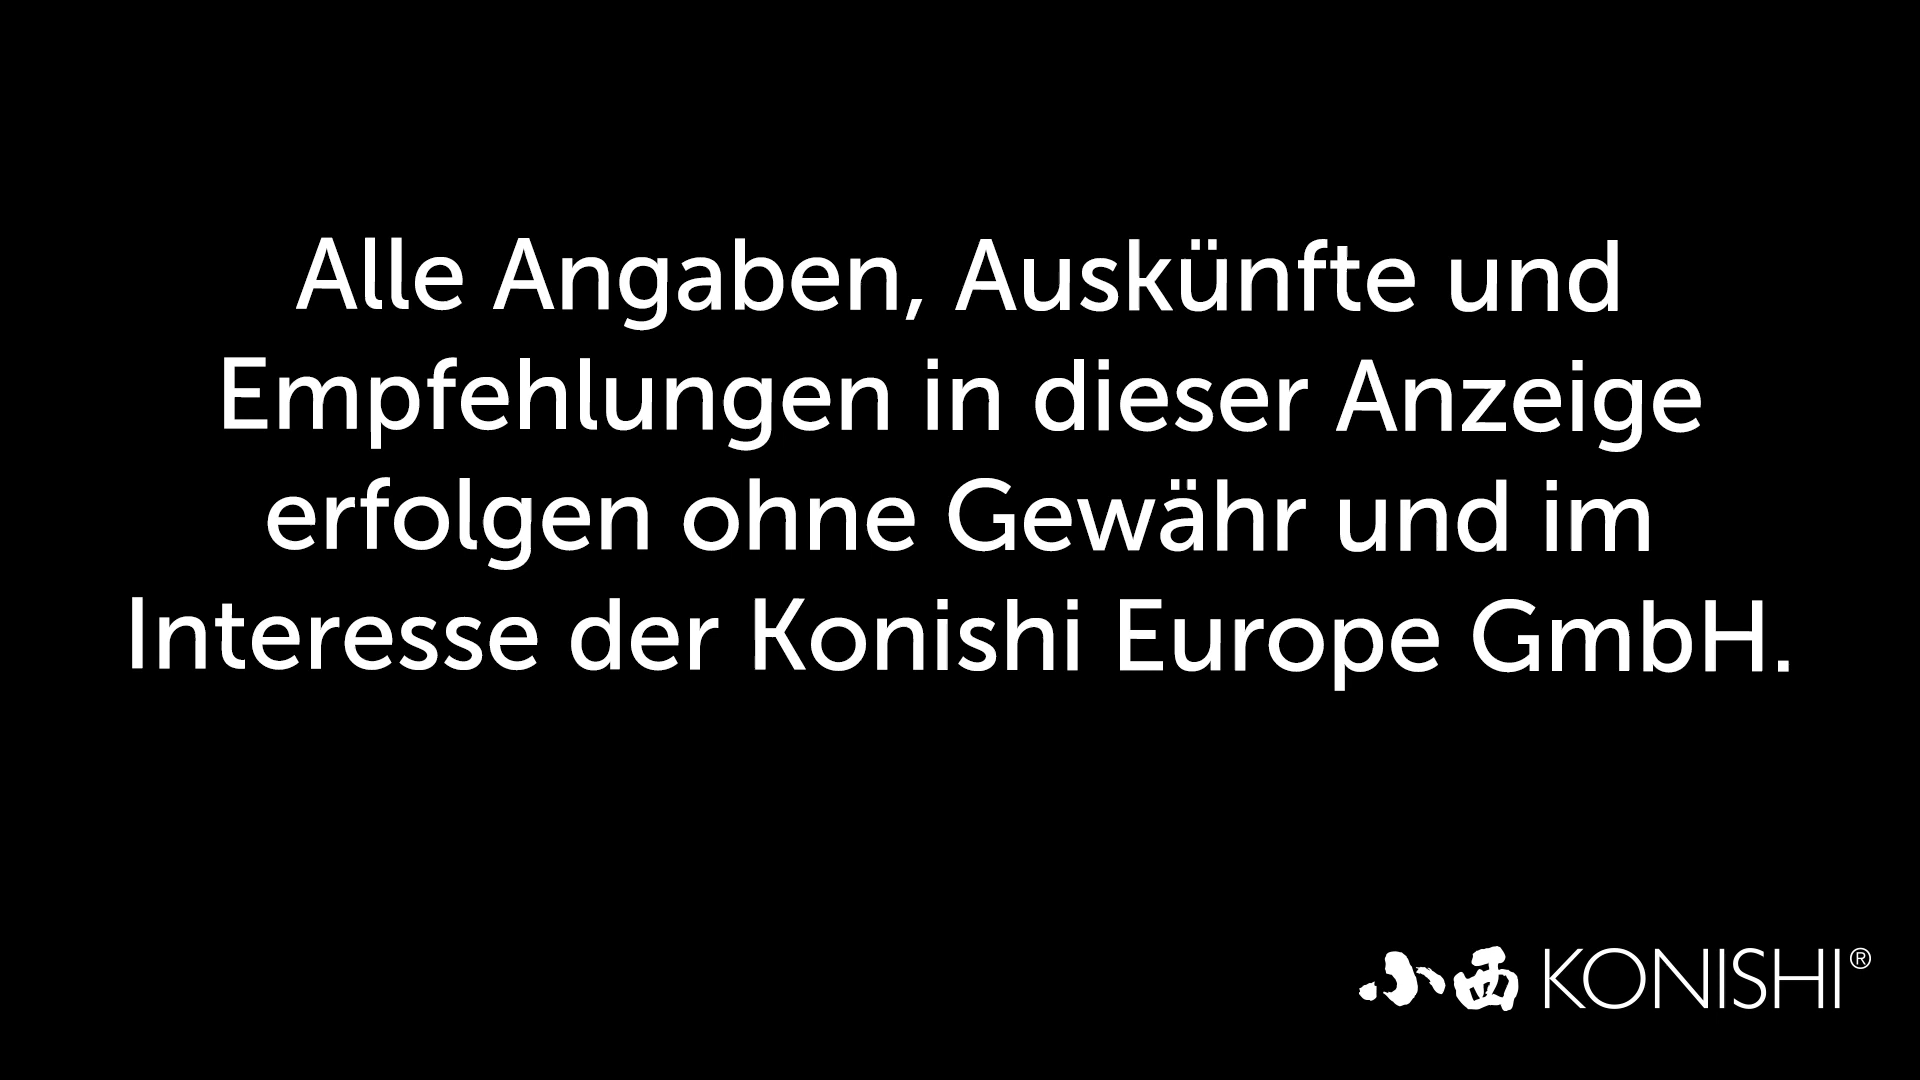 Alle Angaben, Auskünfte und
Empfehlungen in dieser Anzeige
erfolgen ohne Gewähr und im
Interesse der Konishi Europe GmbH.
小西 KONISHI®